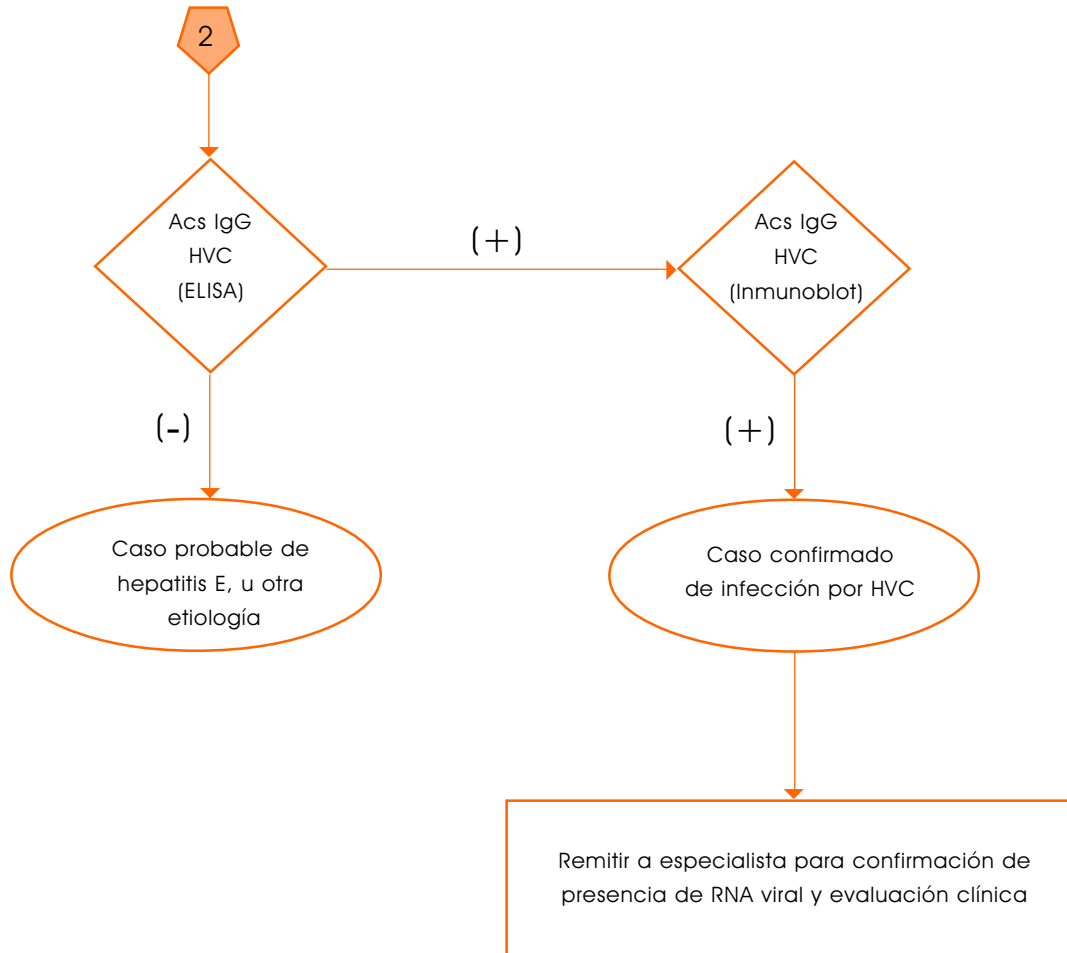 2
Acs IgG
HVC
(ELISA)
(+)
Acs IgG
HVC
(Inmunoblot)
(-)
(+)
Caso probable de
hepatitis E, u otra
etiología
Caso confirmado
de infección por HVC
Remitir a especialista para confirmación de
presencia de RNA viral y evaluación clínica